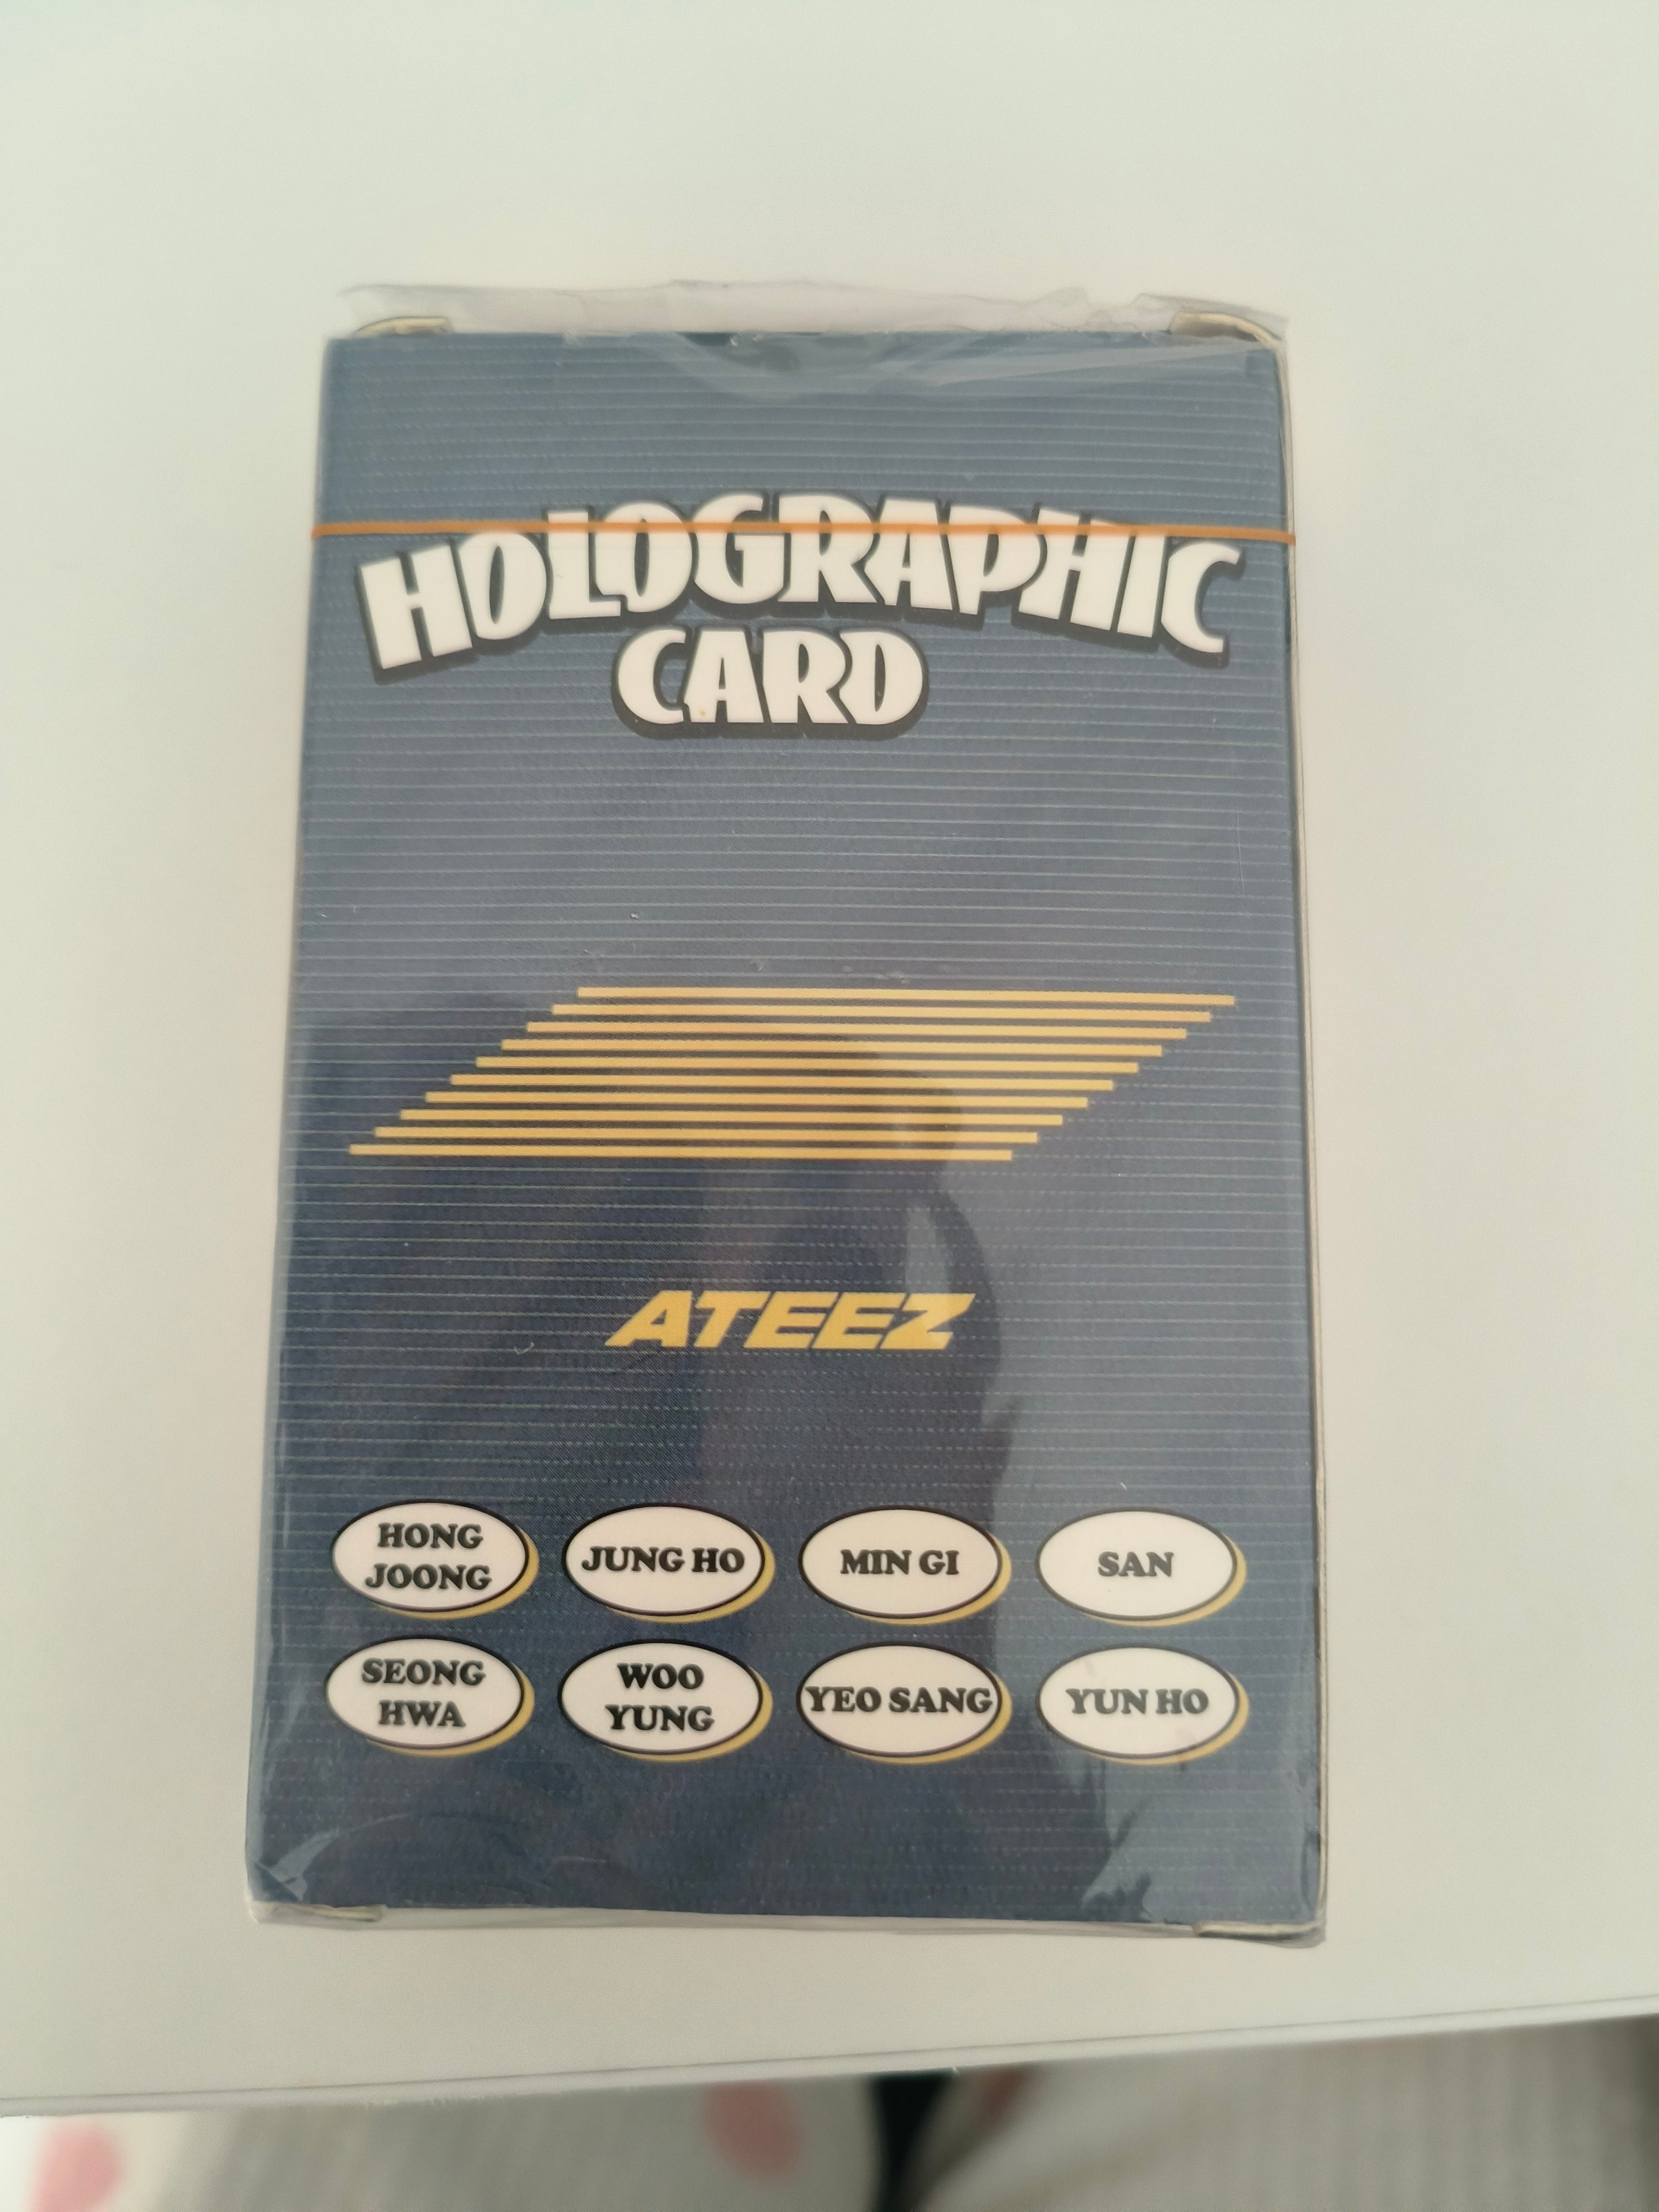 HOLOGRAPHIC
CARD
ATEEZ
HONG
JOONG
JUNG HO
MIN GI
SAN
SEONG
HWA
WOO
YUNG
YEO SANG
YUN HO